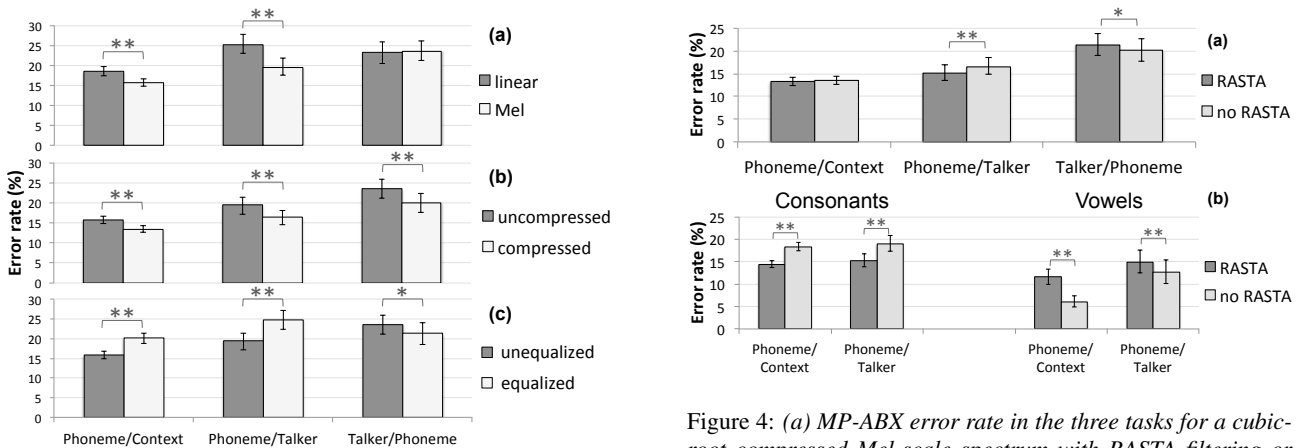 Error rate (%)
30
25
20
15
10
5
0
**
**
(a)
linear
Mel
30
25
20
15
10
5
0
**
**
**
(b)
uncompressed
compressed
30
25
20
15
10
5
0
**
**
*
(c)
unequalized
equalized
Phoneme/Context Phoneme/Talker Talker/Phoneme
Error rate (%)
25
20
15
10
5
0
**
*
(a)
RASTA
no RASTA
Phoneme/Context Phoneme/Talker Talker/Phoneme
Consonants Vowels (b)
Error rate (%)
25
20
15
10
5
0
**
**
**
**
RASTA
no RASTA
Phoneme/ Phoneme/ Phoneme/ Phoneme/
Context Talker Context Talker
Figure 4: (a) MP-ABX error rate in the three tasks for a cubic-
root compressed Mel scale spectrum with RASTA filtering or